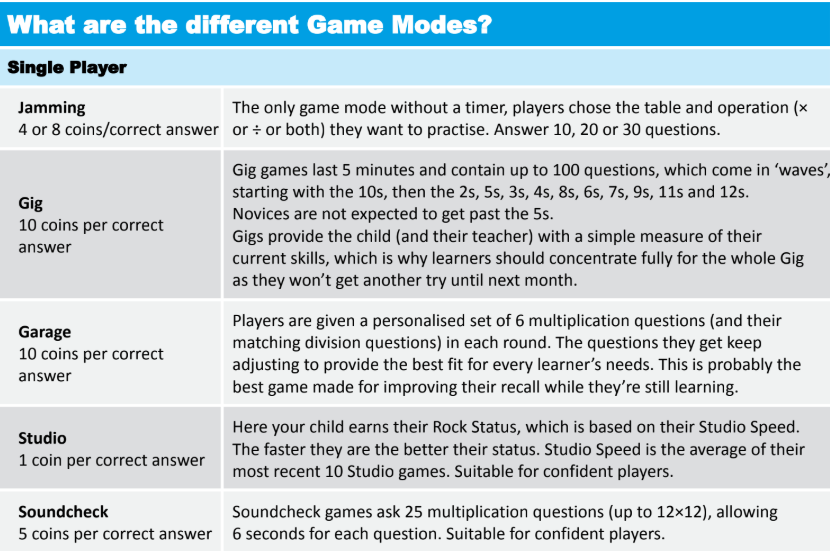 What are the different Game Modes?
Single Player
Jamming
4 or 8 coins/correct answer
The only game mode without a timer, players chose the table and operation (×
or ÷ or both) they want to practise. Answer 10, 20 or 30 questions.
Gig
10 coins per correct
answer
Gig games last 5 minutes and contain up to 100 questions, which come in ‘waves’,
starting with the 10s, then the 2s, 5s, 3s, 4s, 8s, 6s, 7s, 9s, 11s and 12s.
Novices are not expected to get past the 5s.
Gigs provide the child (and their teacher) with a simple measure of their
current skills, which is why learners should concentrate fully for the whole Gig
as they won’t get another try until next month.
Garage
10 coins per correct
answer
Players are given a personalised set of 6 multiplication questions (and their
matching division questions) in each round. The questions they get keep
adjusting to provide the best fit for every learner’s needs. This is probably the
best game made for improving their recall while they’re still learning.
Studio
1 coin per correct answer
Here your child earns their Rock Status, which is based on their Studio Speed.
The faster they are the better their status. Studio Speed is the average of their
most recent 10 Studio games. Suitable for confident players.
Soundcheck
5 coins per correct answer
Soundcheck games ask 25 multiplication questions (up to 12×12), allowing
6 seconds for each question. Suitable for confident players.